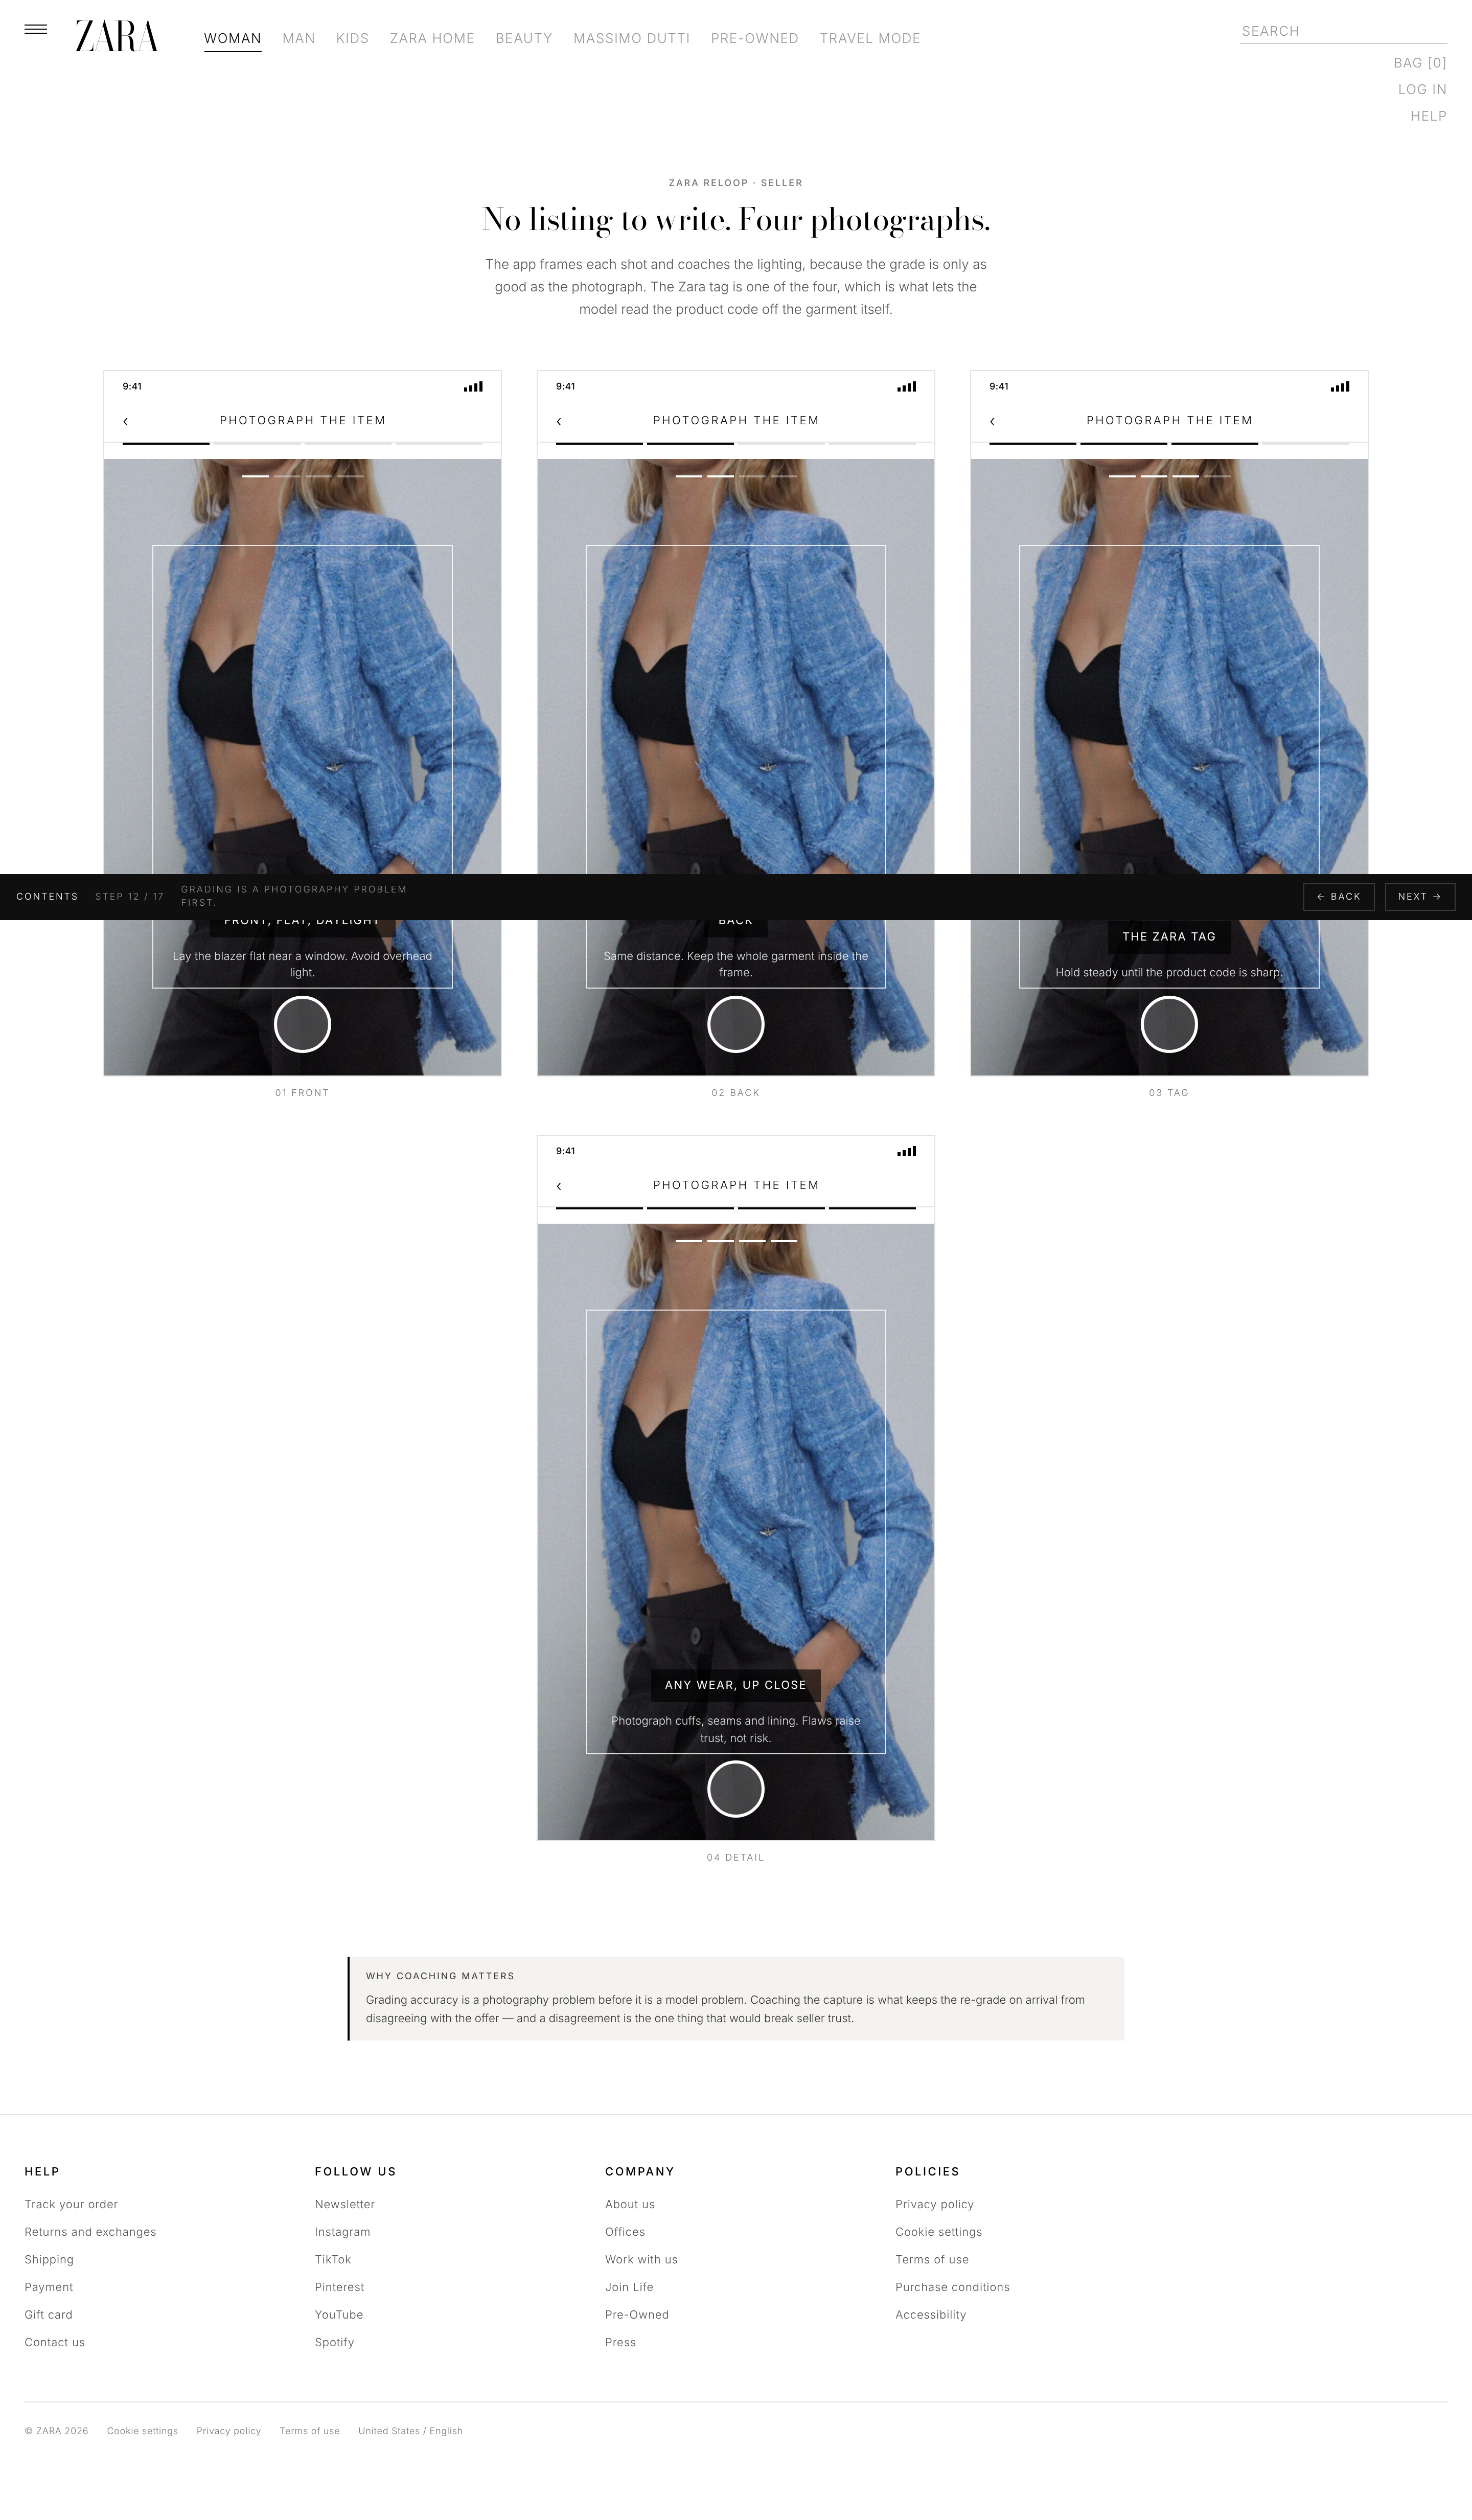 ZARA
WOMAN MAN KIDS ZARA HOME BEAUTY MASSIMO DUTTI PRE-OWNED TRAVEL MODE
SEARCH
BAG [0]
LOG IN
HELP
ZARA RELOOP · SELLER
No listing to write. Four photographs.
The app frames each shot and coaches the lighting, because the grade is only as
good as the photograph. The Zara tag is one of the four, which is what lets the
model read the product code off the garment itself.
9:41
PHOTOGRAPH THE ITEM
9:41
PHOTOGRAPH THE ITEM
9:41
PHOTOGRAPH THE ITEM
CONTENTS STEP 12 / 17 GRADING IS A PHOTOGRAPHY PROBLEM
FIRST.
← BACK NEXT →
FRONT, FLAT, DAYLIGHT
Lay the blazer flat near a window. Avoid overhead
light.
01 FRONT
BACK
Same distance. Keep the whole garment inside the
frame.
02 BACK
THE ZARA TAG
Hold steady until the product code is sharp.
03 TAG
9:41
PHOTOGRAPH THE ITEM
ANY WEAR, UP CLOSE
Photograph cuffs, seams and lining. Flaws raise
trust, not risk.
04 DETAIL
WHY COACHING MATTERS
Grading accuracy is a photography problem before it is a model problem. Coaching the capture is what keeps the re-grade on arrival from
disagreeing with the offer — and a disagreement is the one thing that would break seller trust.
HELP
Track your order
Returns and exchanges
Shipping
Payment
Gift card
Contact us
FOLLOW US
Newsletter
Instagram
TikTok
Pinterest
YouTube
Spotify
COMPANY
About us
Offices
Work with us
Join Life
Pre-Owned
Press
POLICIES
Privacy policy
Cookie settings
Terms of use
Purchase conditions
Accessibility
© ZARA 2026 Cookie settings Privacy policy Terms of use United States / English